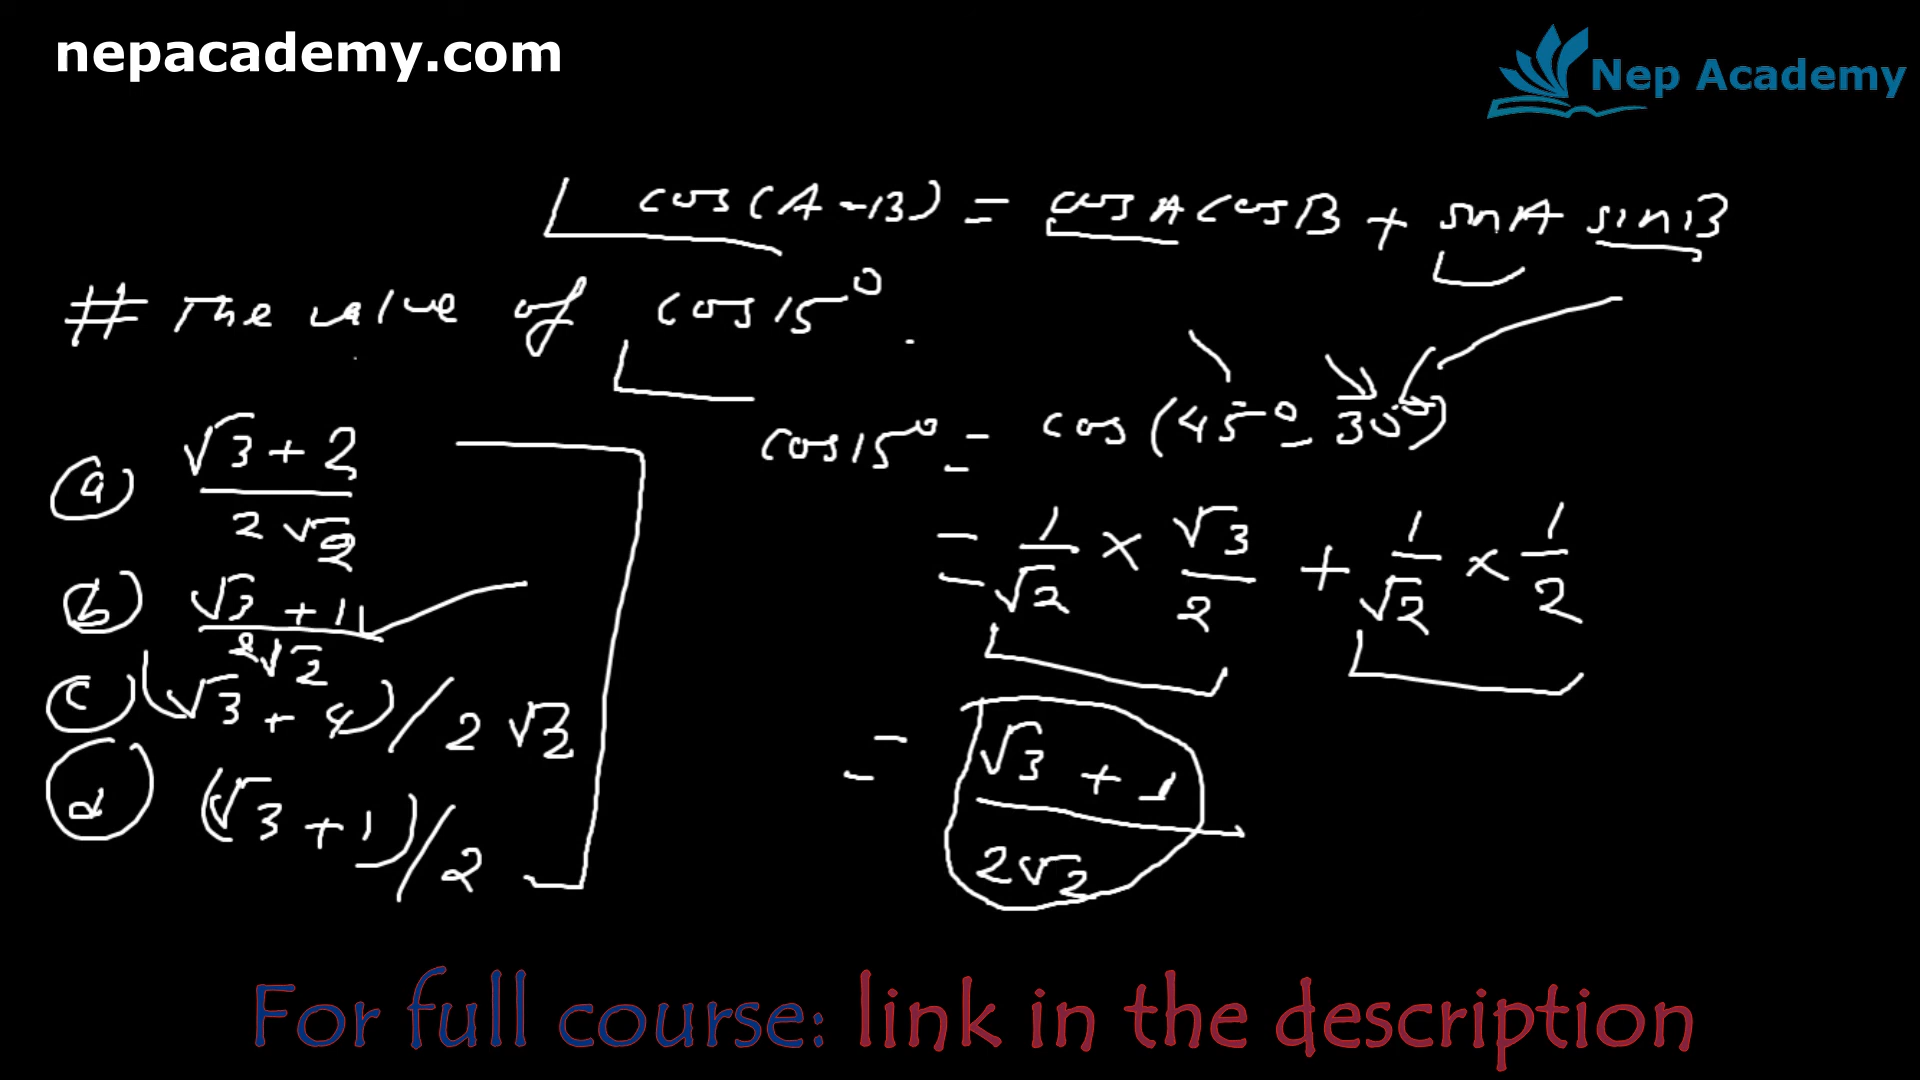 nepacademy.com
Nep Academy
cos(A-B) = cosA cosB + sinA sinB
# The value of cos15°.
(a) √3+2 / 2√2
(b) √3+1 / 2√2
(c) (√3+4)/2√2
(d) (√3+1)/2
cos15° = cos(45°-30°)
= 1/√2 × √3/2 + 1/√2 × 1/2
= √3+1 / 2√2
For full course: link in the description